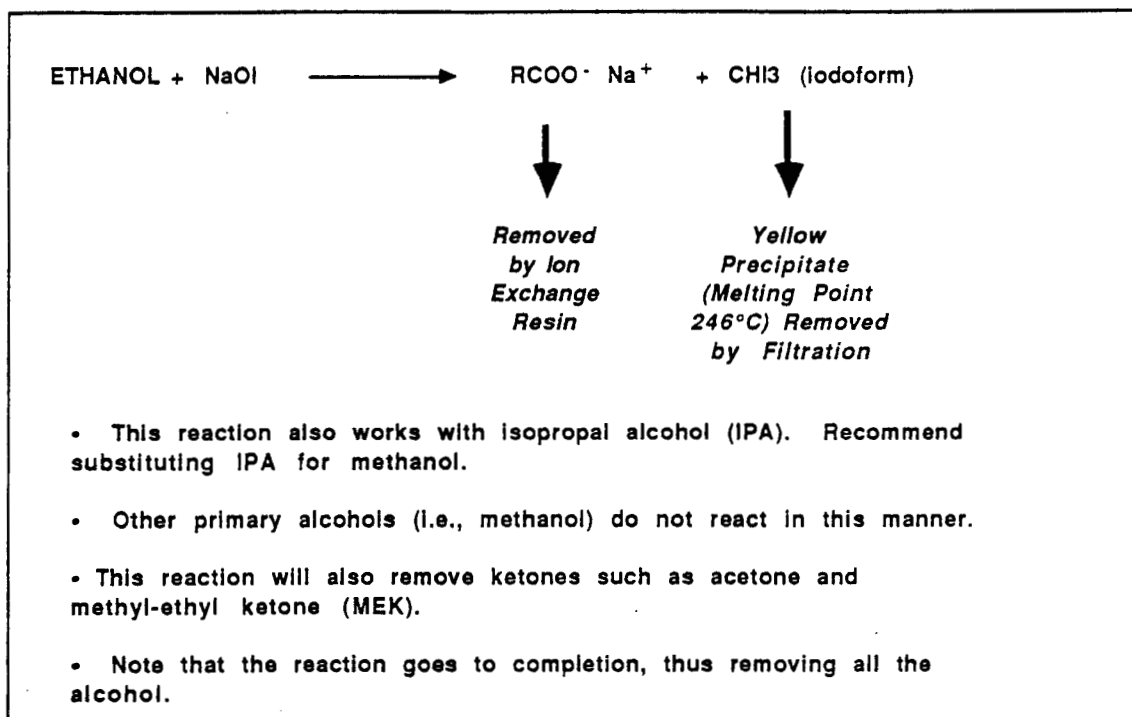 ETHANOL + NaOI ⟶ RCOO- Na+ + CHI3 (iodoform)
Removed
by Ion
Exchange
Resin
Yellow
Precipitate
(Melting Point
246°C) Removed
by Filtration
• This reaction also works with isopropal alcohol (IPA). Recommend
substituting IPA for methanol.
• Other primary alcohols (i.e., methanol) do not react in this manner.
• This reaction will also remove ketones such as acetone and
methyl-ethyl ketone (MEK).
• Note that the reaction goes to completion, thus removing all the
alcohol.